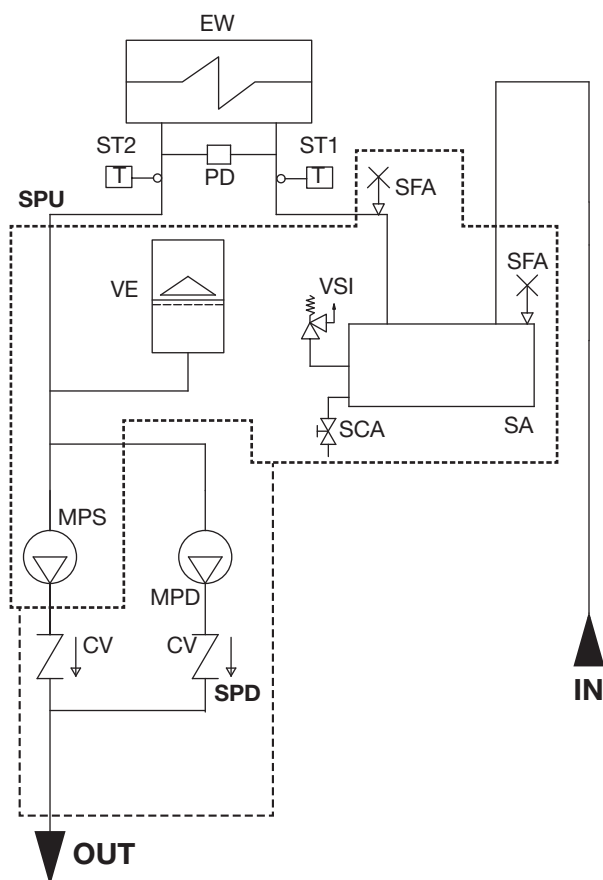 EW
ST2
ST1
T
PD
T
SPU
SFA
SFA
VE
VSI
SCA
SA
MPS
MPD
CV
CV
SPD
IN
OUT